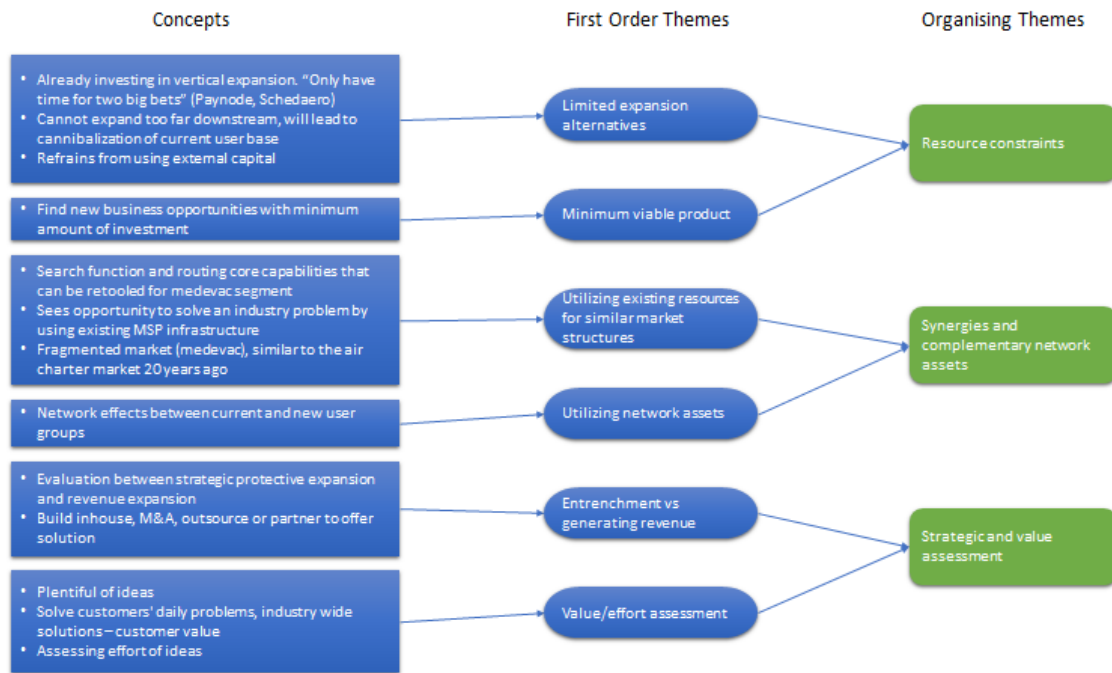 Concepts
First Order Themes
Organising Themes
• Already investing in vertical expansion. "Only have
time for two big bets" (Paynode, Schedaero)
• Cannot expand too far downstream, will lead to
cannibalization of current user base
• Refrains from using external capital
Limited expansion
alternatives
Resource constraints
• Find new business opportunities with minimum
amount of investment
Minimum viable product
• Search function and routing core capabilities that
can be retooled for medevac segment
• Sees opportunity to solve an industry problem by
using existing MSP infrastructure
• Fragmented market (medevac), similar to the air
charter market 20 years ago
Utilizing existing resources
for similar market
structures
Synergies and
complementary network
assets
• Network effects between current and new user
groups
Utilizing network assets
• Evaluation between strategic protective expansion
and revenue expansion
• Build inhouse, M&A, outsource or partner to offer
solution
Entrenchment vs
generating revenue
Strategic and value
assessment
• Plentiful of ideas
• Solve customers' daily problems, industry wide
solutions – customer value
• Assessing effort of ideas
Value/effort assessment